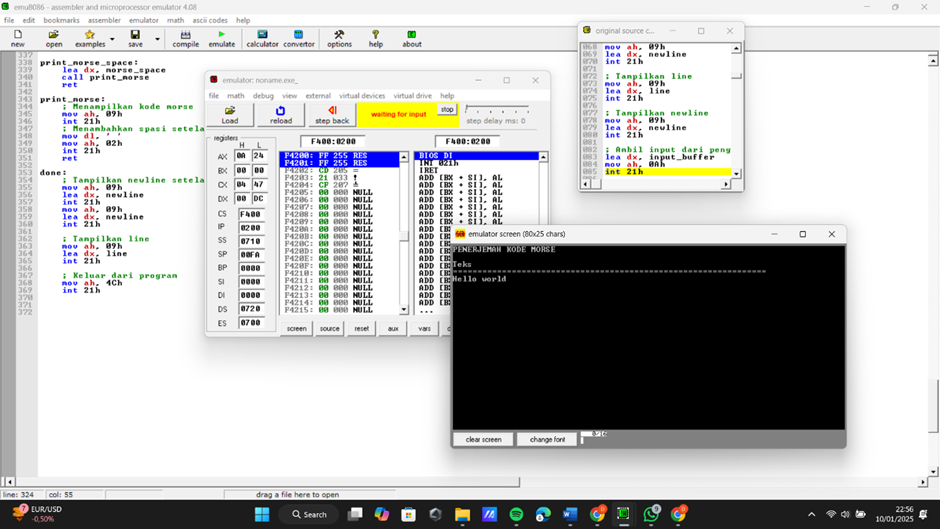 emu8086 - assembler and microprocessor emulator 4.08
file edit bookmarks assembler emulator math ascii codes help
new open examples save compile emulate calculator convertor options help about
337
338 print_morse_space:
339 lea dx, morse_space
340 call print_morse
341 ret
342
343 print_morse:
344 ; Menampilkan kode morse
345 mov ah, 09h
346 int 21h
347 ; Menambahkan spasi setela
348 mov dl, ' '
349 mov ah, 02h
350 int 21h
351 ret
352
353 done:
354 ; Tampilkan newline setela
355 mov ah, 09h
356 lea dx, newline
357 int 21h
358 mov ah, 09h
359 lea dx, newline
360 int 21h
361
362 ; Tampilkan line
363 mov ah, 09h
364 lea dx, line
365 int 21h
366
367 ; Keluar dari program
368 mov ah, 4Ch
369 int 21h
370
371
372
emulator: noname.exe_
file math debug view external virtual devices virtual drive help
Load reload step back waiting for input stop step delay ms: 0
registers F400:0200 F400:0200
H L
AX 0A 24
BX 00 00
CX 04 47
DX 00 DC
CS F400
IP 0200
SS 0710
SP 00FA
BP 0000
SI 0000
DI 0000
DS 0720
ES 0700
F4200: FF 255 RES
F4201: FF 255 RES
F4202: CD 205 =
F4203: 21 033 !
F4204: CF 207
F4205: 00 000 NULL
F4206: 00 000 NULL
F4207: 00 000 NULL
F4208: 00 000 NULL
F4209: 00 000 NULL
F420A: 00 000 NULL
F420B: 00 000 NULL
F420C: 00 000 NULL
F420D: 00 000 NULL
F420E: 00 000 NULL
F420F: 00 000 NULL
F4210: 00 000 NULL
F4211: 00 000 NULL
F4212: 00 000 NULL
F4213: 00 000 NULL
F4214: 00 000 NULL
F4215: 00 000 NULL
BIOS DI
INT 021h
IRET
ADD [BX + SI], AL
ADD [BX + SI], AL
ADD [BX + SI], AL
ADD [BX + SI], AL
ADD [BX + SI], AL
ADD [B
ADD [B
ADD [B
ADD [B
ADD [B
ADD [B
ADD [B
ADD [B
ADD [B
...
screen source reset aux vars
original source c...
068 mov ah, 09h
069 lea dx, newline
070 int 21h
071
072 ; Tampilkan line
073 mov ah, 09h
074 lea dx, line
075 int 21h
076
077 ; Tampilkan newline
078 mov ah, 09h
079 lea dx, newline
080 int 21h
081
082 ; Ambil input dari peng
083 lea dx, input_buffer
084 mov ah, 0Ah
085 int 21h
emulator screen (80x25 chars)
PENERJEMAH KODE MORSE
Teks
================================================================================
Hello world
clear screen change font
line: 324 col: 55 drag a file here to open
7 EUR/USD
-0,50%
Search
22:56
10/01/2025